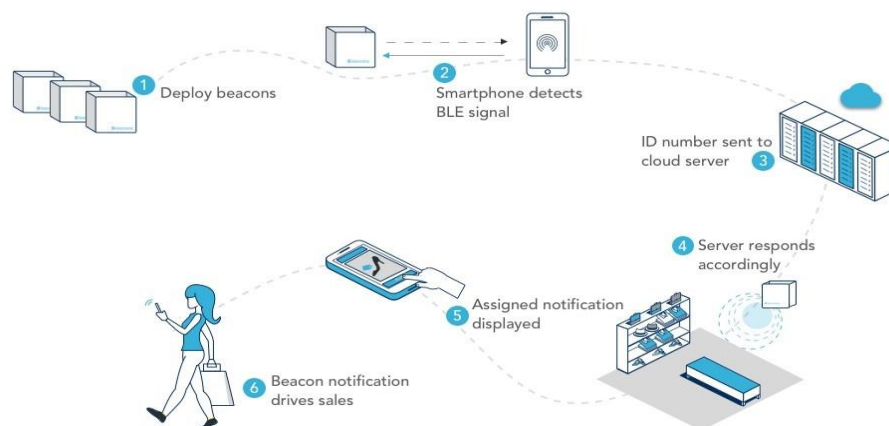 1 Deploy beacons
2
Smartphone detects
BLE signal
ID number sent to
cloud server 3
4 Server responds
accordingly
5 Assigned notification
displayed
6 Beacon notification
drives sales